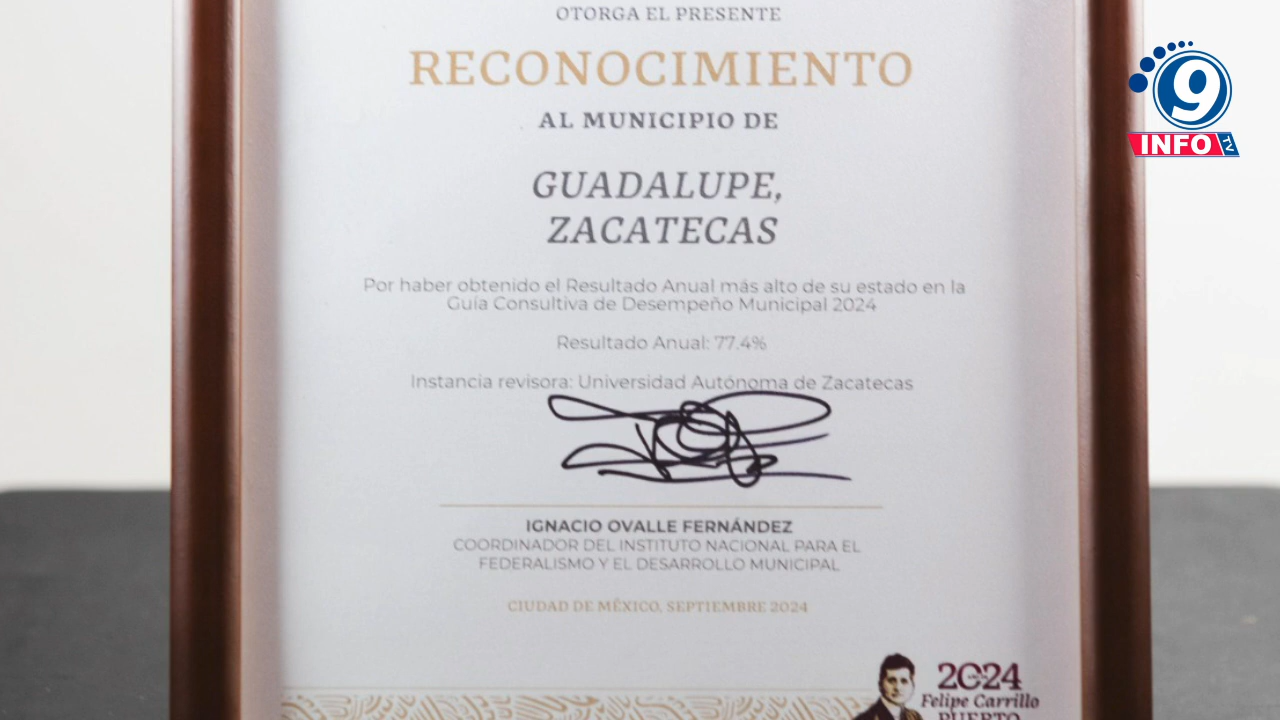 OTORGA EL PRESENTE
RECONOCIMIENTO
AL MUNICIPIO DE
GUADALUPE,
ZACATECAS
Por haber obtenido el Resultado Anual más alto de su estado en la
Guía Consultiva de Desempeño Municipal 2024
Resultado Anual: 77.4%
Instancia revisora: Universidad Autónoma de Zacatecas
IGNACIO OVALLE FERNÁNDEZ
COORDINADOR DEL INSTITUTO NACIONAL PARA EL
FEDERALISMO Y EL DESARROLLO MUNICIPAL
CIUDAD DE MÉXICO, SEPTIEMBRE 2024
2024
Felipe Carrillo
PUERTO
9
INFO TV